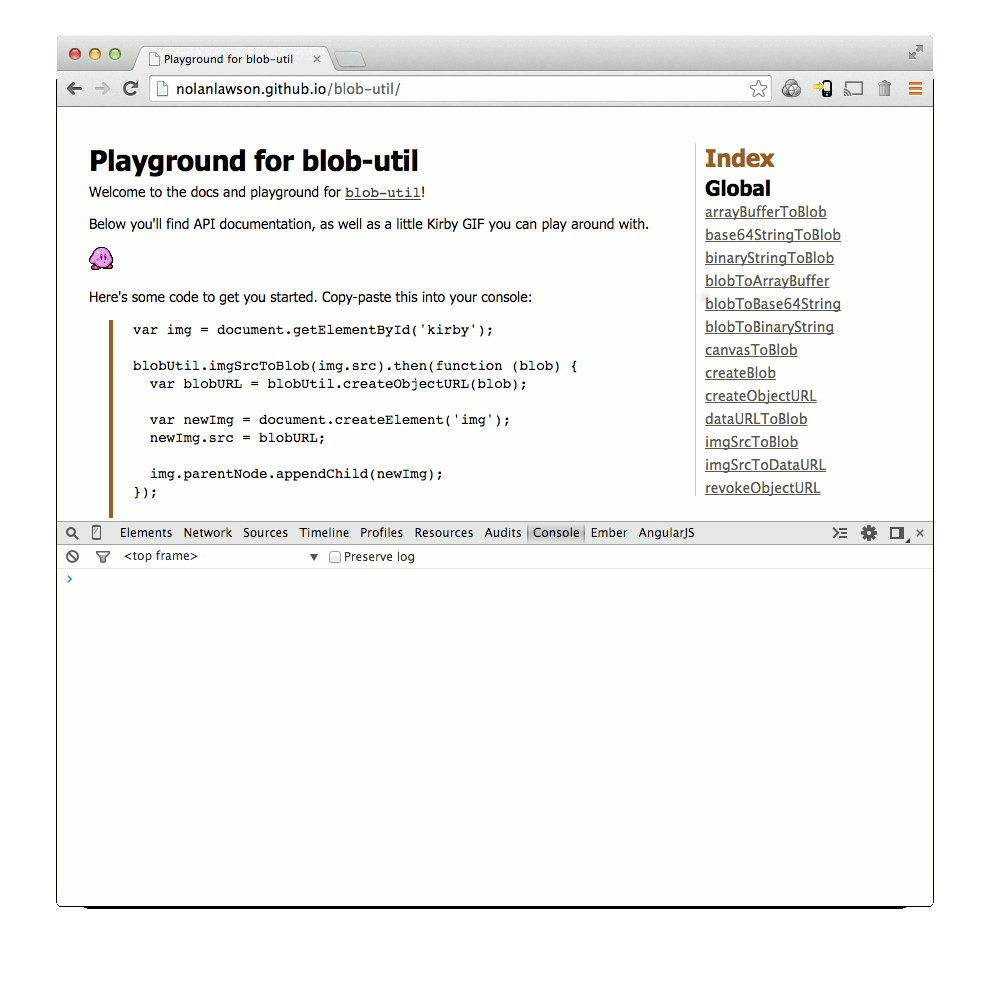 Playground for blob-util
nolanlawson.github.io/blob-util/
Playground for blob-util
Welcome to the docs and playground for blob-util!
Below you'll find API documentation, as well as a little Kirby GIF you can play around with.
Here's some code to get you started. Copy-paste this into your console:
var img = document.getElementById('kirby');
blobUtil.imgSrcToBlob(img.src).then(function (blob) {
  var blobURL = blobUtil.createObjectURL(blob);
  var newImg = document.createElement('img');
  newImg.src = blobURL;
  img.parentNode.appendChild(newImg);
});
Index
Global
arrayBufferToBlob
base64StringToBlob
binaryStringToBlob
blobToArrayBuffer
blobToBase64String
blobToBinaryString
canvasToBlob
createBlob
createObjectURL
dataURLToBlob
imgSrcToBlob
imgSrcToDataURL
revokeObjectURL
Elements Network Sources Timeline Profiles Resources Audits Console Ember AngularJS
<top frame> Preserve log